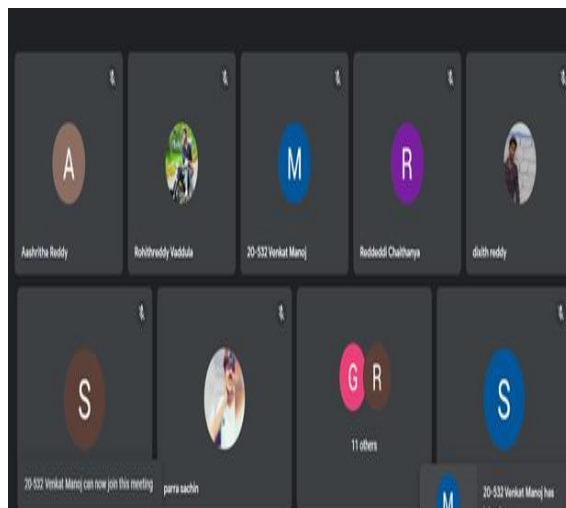 A
M
R
Aashritha Reddy
Rohithreddy Vaddula
20-532 Venkat Manoj
Reddeddi Chaithanya
dixith reddy
S
G R
S
11 others
20-532 Venkat Manoj can now join this meeting
parra sachin
M
20-532 Venkat Manoj has